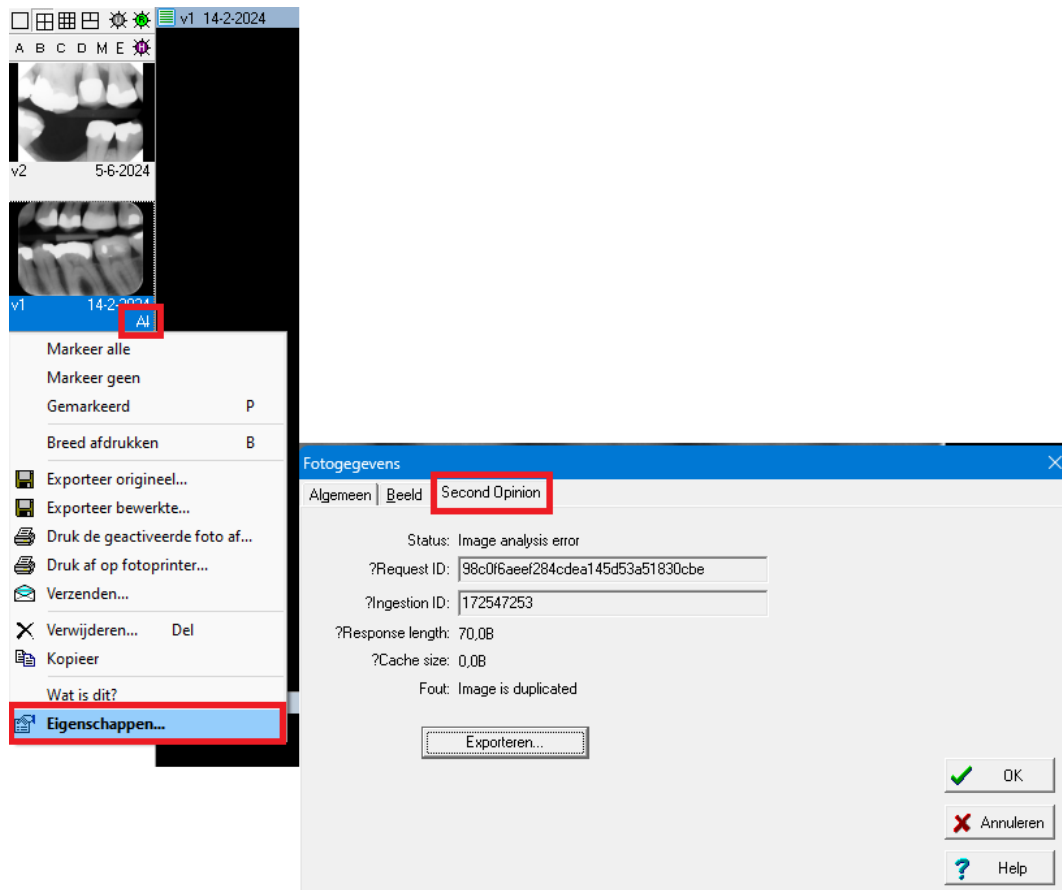 v1 14-2-2024
A B C D M E
v2 5-6-2024
v1 14-2-2024
AI
Markeer alle
Markeer geen
Gemarkeerd P
Breed afdrukken B
Exporteer origineel...
Exporteer bewerkte...
Druk de geactiveerde foto af...
Druk af op fotoprinter...
Verzenden...
Verwijderen... Del
Kopieer
Wat is dit?
Eigenschappen...
Fotogegevens
Algemeen Beeld Second Opinion
Status: Image analysis error
?Request ID: 98c0f6aeef284cdea145d53a51830cbe
?Ingestion ID: 172547253
?Response length: 70,0B
?Cache size: 0,0B
Fout: Image is duplicated
Exporteren...
OK
Annuleren
Help